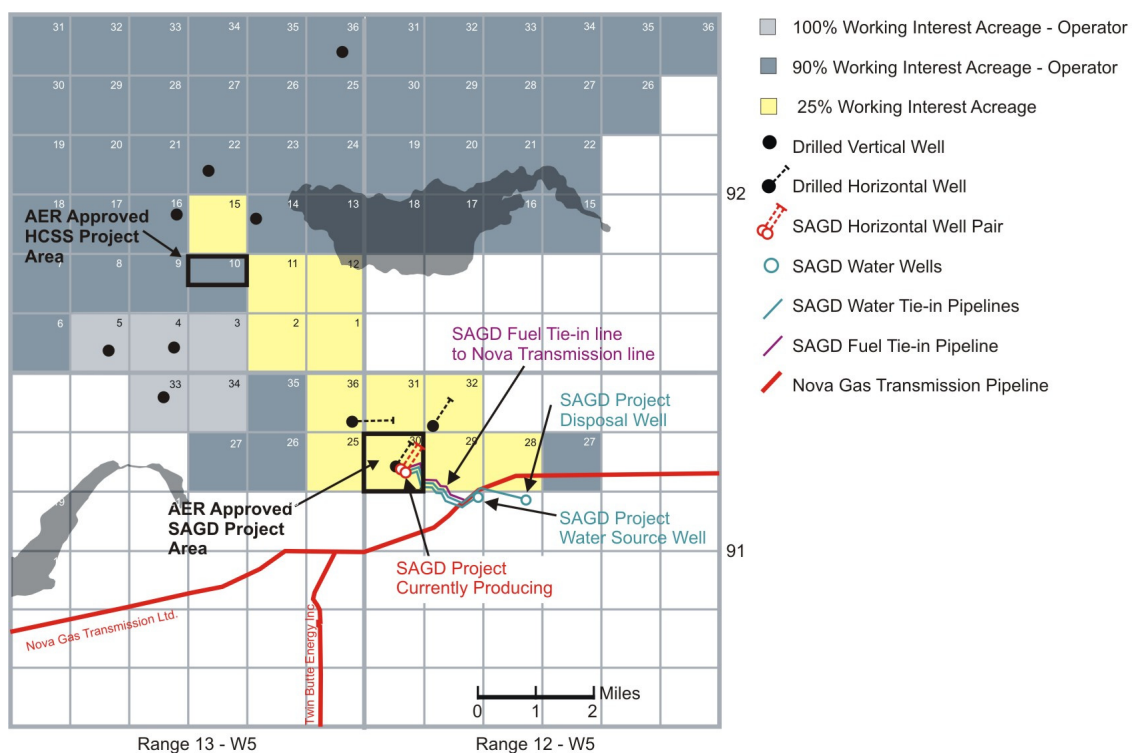 31 32 33 34 35 36 31 32 33 34 35 36
30 29 28 27 26 25 30 29 28 27 26
19 20 21 22 23 24 19 20 21 22
18 17 16 15 14 13 18 17 16 15
92
AER Approved
HCSS Project
Area
7 8 9 10 11 12
6 5 4 3 2 1
SAGD Fuel Tie-in line
to Nova Transmission line
33 34 35 36 31 32
SAGD Project
Disposal Well
27 26 25 30 29 28 27
AER Approved
SAGD Project
Area
SAGD Project
Water Source Well
91
SAGD Project
Currently Producing
Nova Gas Transmission Ltd.
Twin Butte Energy Inc.
Miles
0 1 2
Range 13 - W5
Range 12 - W5
100% Working Interest Acreage - Operator
90% Working Interest Acreage - Operator
25% Working Interest Acreage
Drilled Vertical Well
Drilled Horizontal Well
SAGD Horizontal Well Pair
SAGD Water Wells
SAGD Water Tie-in Pipelines
SAGD Fuel Tie-in Pipeline
Nova Gas Transmission Pipeline